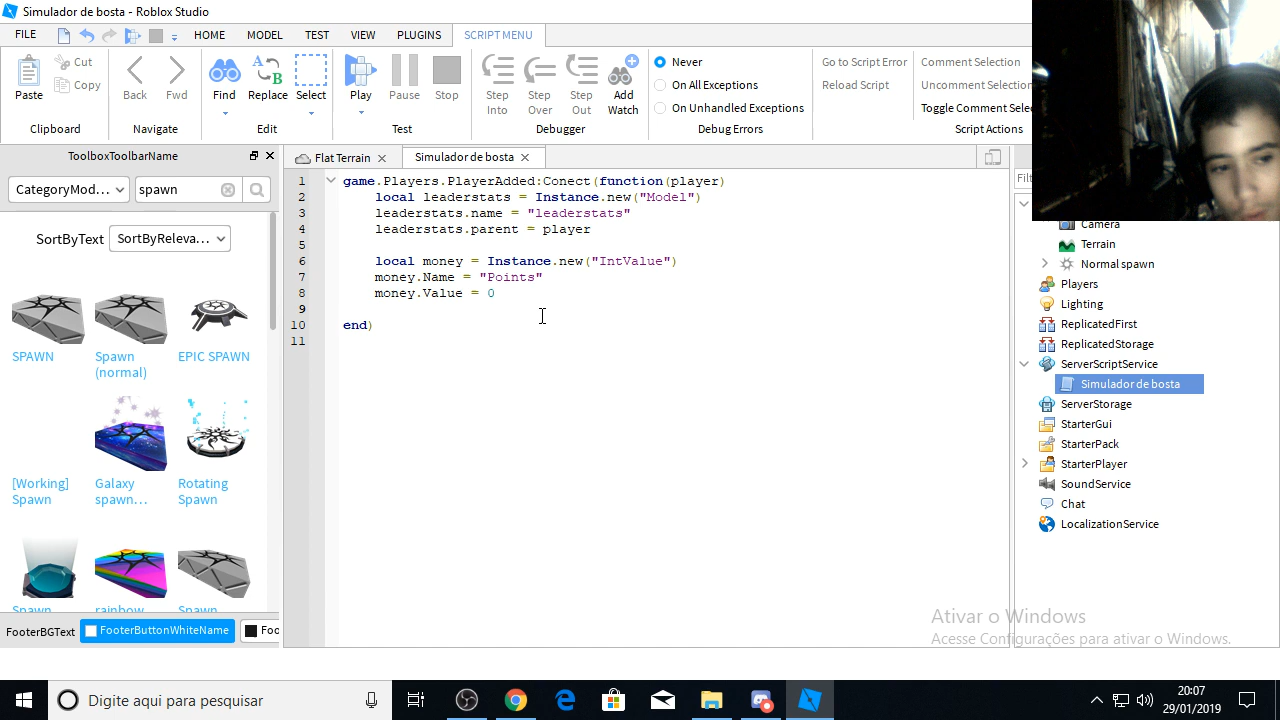 Simulador de bosta - Roblox Studio
FILE HOME MODEL TEST VIEW PLUGINS SCRIPT MENU
Cut
Copy
Paste Back Fwd Find Replace Select Play Pause Stop Step Into Step Over Step Out Add Watch
Never
On All Exceptions
On Unhandled Exceptions
Go to Script Error
Reload Script
Comment Selection
Uncomment Selection
Toggle Comment Selec
Clipboard Navigate Edit Test Debugger Debug Errors Script Actions
ToolboxToolbarName
CategoryMod... spawn
SortByText SortByReleva...
SPAWN
Spawn (normal)
EPIC SPAWN
[Working] Spawn
Galaxy spawn...
Rotating Spawn
Spawn
rainbow
Spawn
FooterBGText FooterButtonWhiteName Foo
Flat Terrain Simulador de bosta
1 game.Players.PlayerAdded:Conect(function(player)
2 local leaderstats = Instance.new("Model")
3 leaderstats.name = "leaderstats"
4 leaderstats.parent = player
5
6 local money = Instance.new("IntValue")
7 money.Name = "Points"
8 money.Value = 0
9
10 end)
11
Filt
Camera
Terrain
Normal spawn
Players
Lighting
ReplicatedFirst
ReplicatedStorage
ServerScriptService
Simulador de bosta
ServerStorage
StarterGui
StarterPack
StarterPlayer
SoundService
Chat
LocalizationService
Ativar o Windows
Acesse Configurações para ativar o Windows.
Digite aqui para pesquisar
20:07
29/01/2019